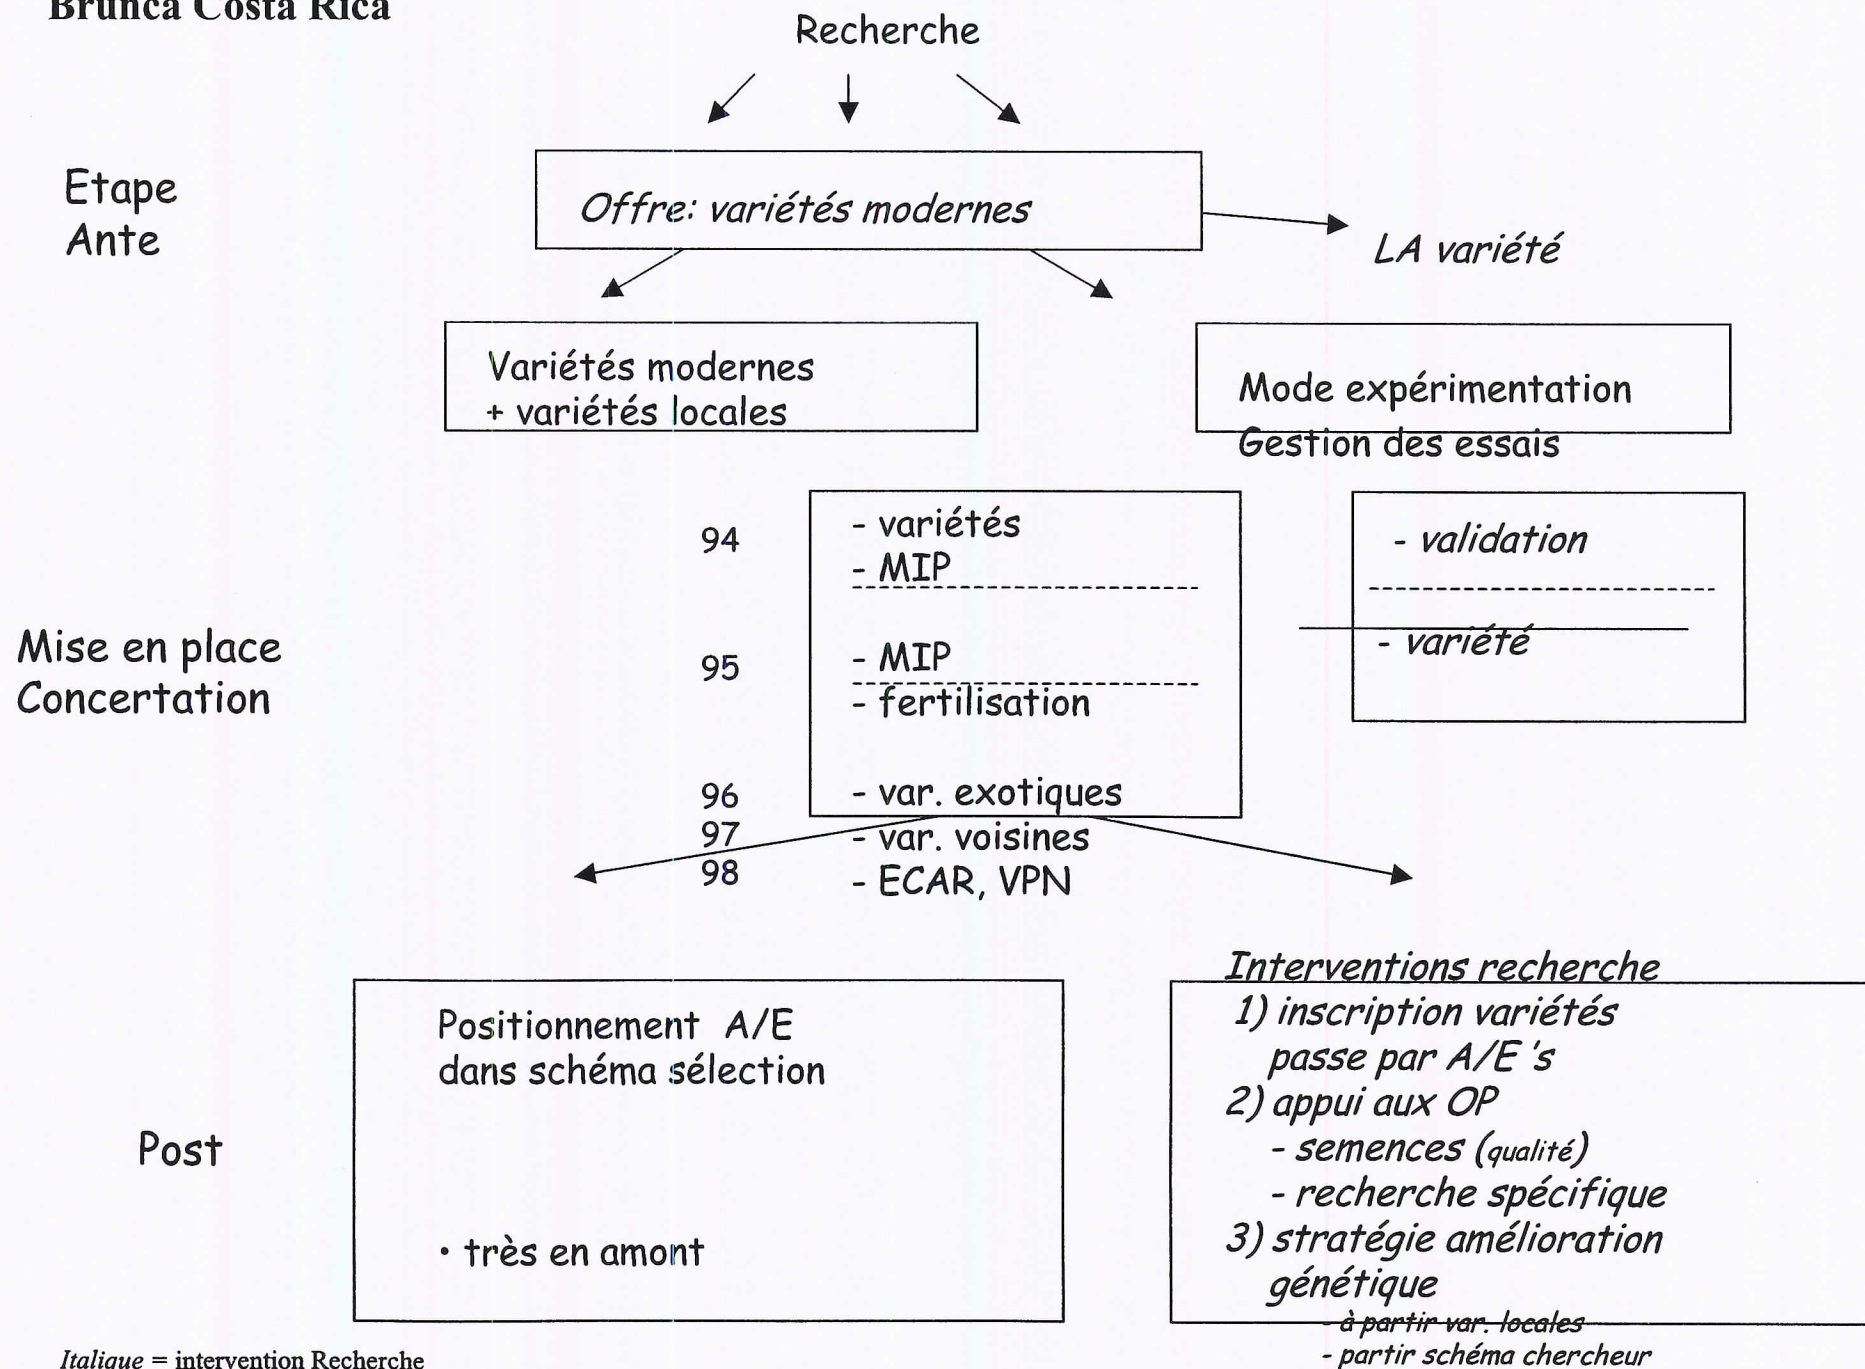 Brunca Costa Rica
Recherche
Etape
Ante
Offre: variétés modernes
LA variété
Variétés modernes
+ variétés locales
Mode expérimentation
Gestion des essais
Mise en place
Concertation
94
- variétés
- MIP
95
- MIP
- fertilisation
96
- var. exotiques
97
- var. voisines
98
- ECAR, VPN
- validation
- variété
Post
Positionnement A/E
dans schéma sélection
• très en amont
Interventions recherche
1) inscription variétés
passe par A/E 's
2) appui aux OP
- semences (qualité)
- recherche spécifique
3) stratégie amélioration
génétique
- à partir var. locales
- partir schéma chercheur
Italique = intervention Recherche